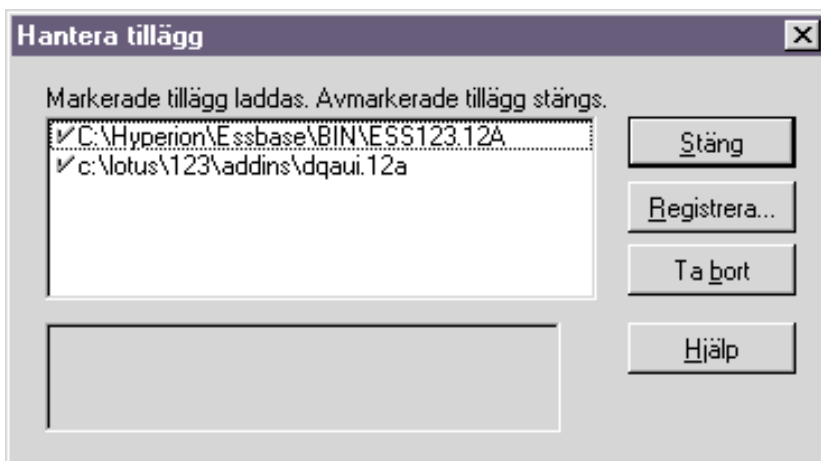 Hantera tillägg
Markerade tillägg laddas. Avmarkerade tillägg stängs.
C:\Hyperion\Essbase\BIN\ESS123.12A
c:\lotus\123\addins\dqaui.12a
Stäng
Registrera...
Ta bort
Hjälp